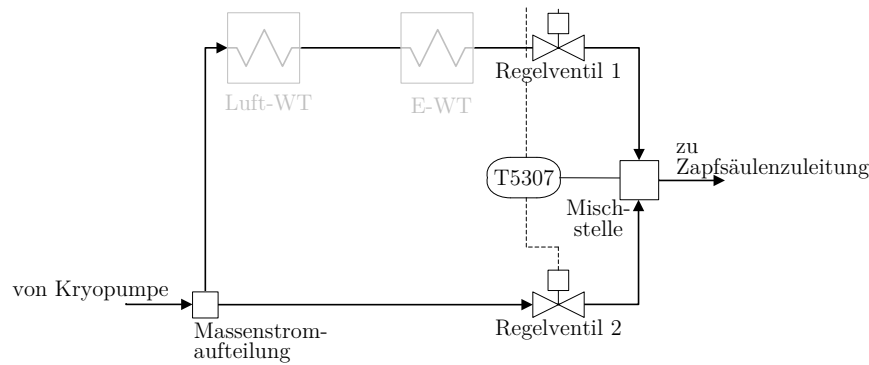 Luft-WT
E-WT
Regelventil 1
zu
Zapfsäulenzuleitung
T5307
Misch-
stelle
von Kryopumpe
Massenstrom-
aufteilung
Regelventil 2